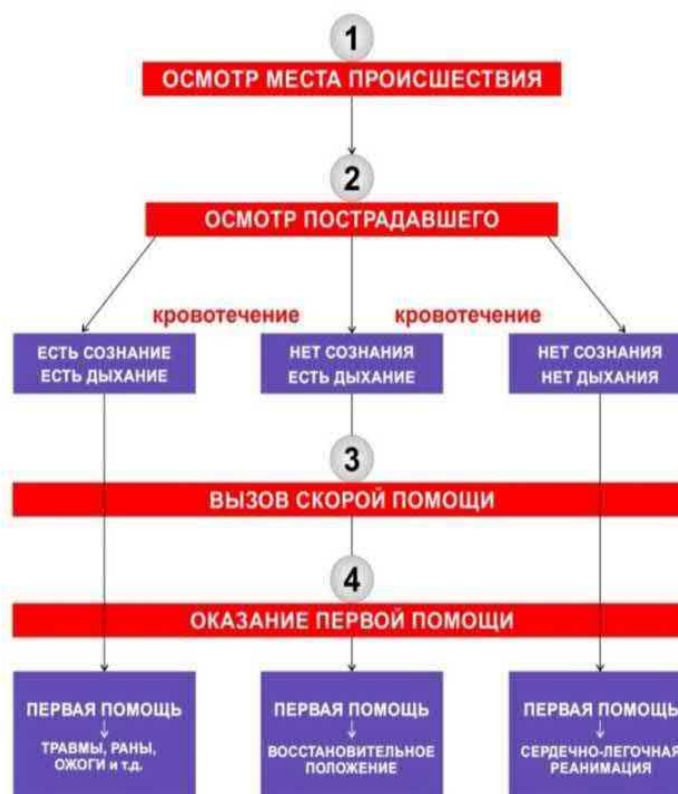 1
ОСМОТР МЕСТА ПРОИСШЕСТВИЯ
2
ОСМОТР ПОСТРАДАВШЕГО
кровотечение
кровотечение
ЕСТЬ СОЗНАНИЕ
ЕСТЬ ДЫХАНИЕ
НЕТ СОЗНАНИЯ
ЕСТЬ ДЫХАНИЕ
НЕТ СОЗНАНИЯ
НЕТ ДЫХАНИЯ
3
ВЫЗОВ СКОРОЙ ПОМОЩИ
4
ОКАЗАНИЕ ПЕРВОЙ ПОМОЩИ
ПЕРВАЯ ПОМОЩЬ
ТРАВМЫ, РАНЫ,
ОЖОГИ и т.д.
ПЕРВАЯ ПОМОЩЬ
ВОССТАНОВИТЕЛЬНОЕ
ПОЛОЖЕНИЕ
ПЕРВАЯ ПОМОЩЬ
СЕРДЕЧНО-ЛЕГОЧНАЯ
РЕАНИМАЦИЯ